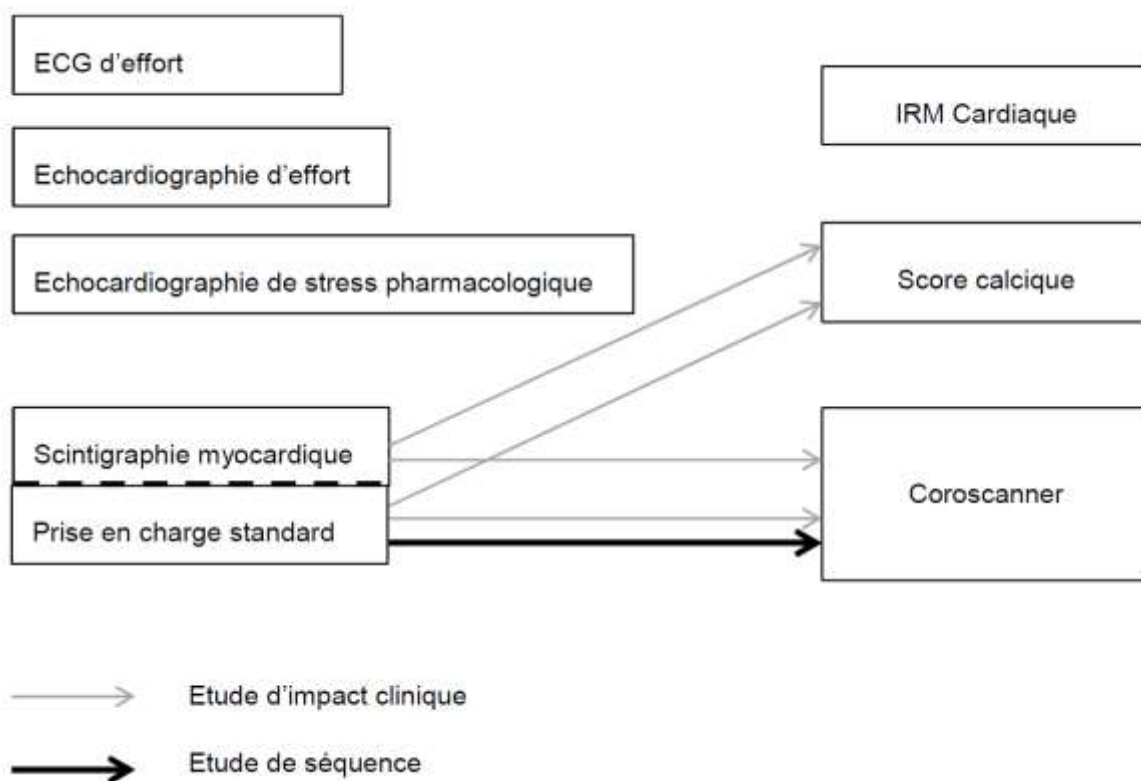 ECG d'effort
IRM Cardiaque
Echocardiographie d'effort
Echocardiographie de stress pharmacologique
Score calcique
Scintigraphie myocardique
Prise en charge standard
Coroscanner
Etude d'impact clinique
Etude de séquence